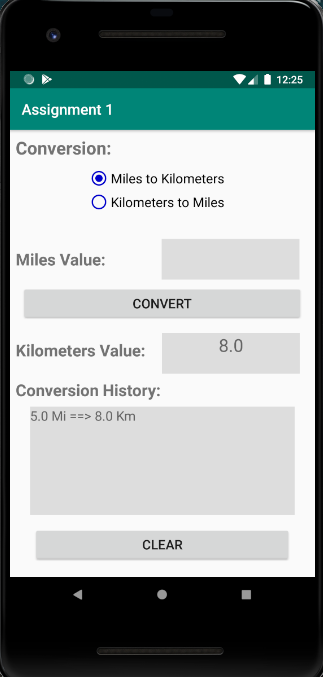 12:25
Assignment 1
Conversion:
Miles to Kilometers
Kilometers to Miles
Miles Value:
CONVERT
Kilometers Value: 8.0
Conversion History:
5.0 Mi ==> 8.0 Km
CLEAR